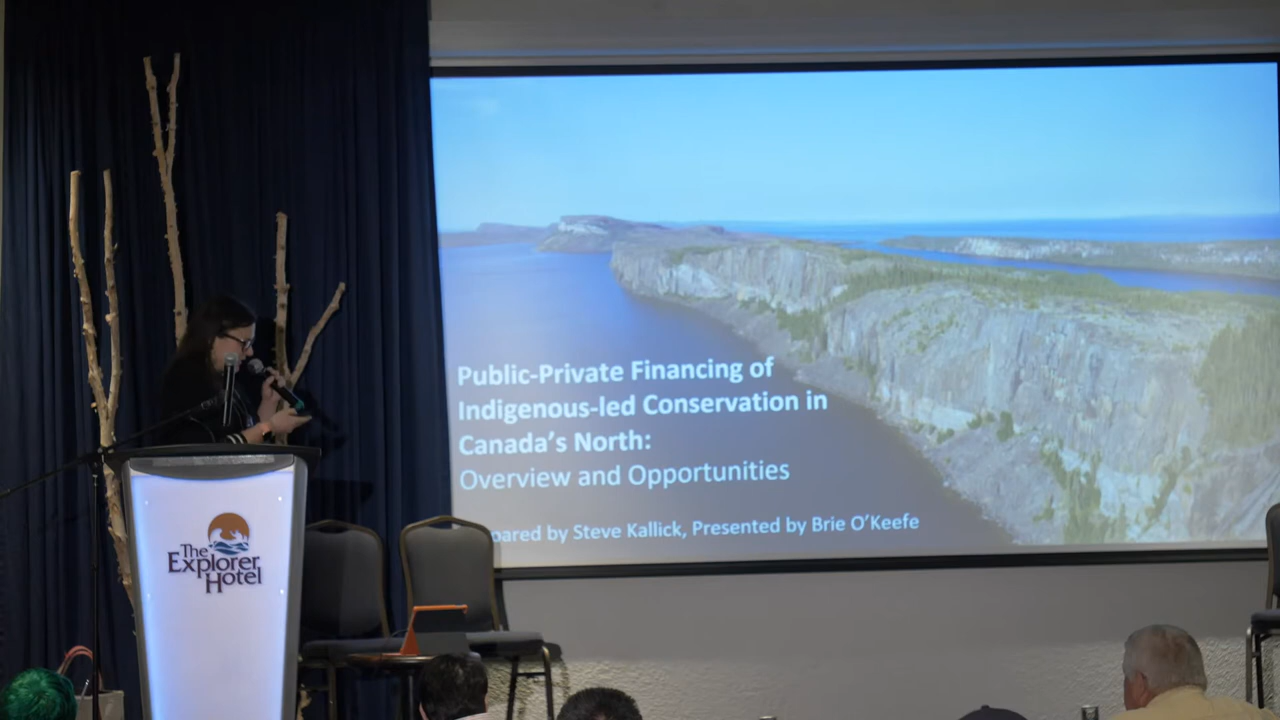 Public-Private Financing of
Indigenous-led Conservation in
Canada's North:
Overview and Opportunities
by Steve Kallick, Presented by Brie O'Keefe
The
Explorer
Hotel